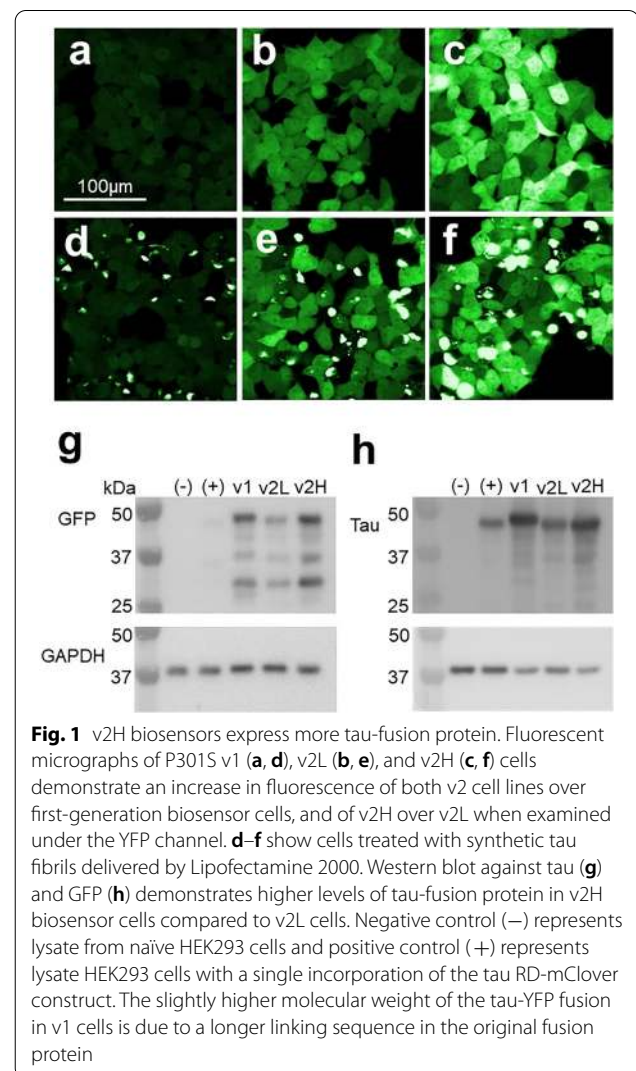 a b c
100µm
d e f
g h
kDa (-) (+) v1 v2L v2H
GFP
50
37
25
GAPDH
50
37
(-) (+) v1 v2L v2H
Tau
50
37
25
50
37
Fig. 1 v2H biosensors express more tau-fusion protein. Fluorescent
micrographs of P301S v1 (a, d), v2L (b, e), and v2H (c, f) cells
demonstrate an increase in fluorescence of both v2 cell lines over
first-generation biosensor cells, and of v2H over v2L when examined
under the YFP channel. d–f show cells treated with synthetic tau
fibrils delivered by Lipofectamine 2000. Western blot against tau (g)
and GFP (h) demonstrates higher levels of tau-fusion protein in v2H
biosensor cells compared to v2L cells. Negative control (−) represents
lysate from naïve HEK293 cells and positive control (+) represents
lysate HEK293 cells with a single incorporation of the tau RD-mClover
construct. The slightly higher molecular weight of the tau-YFP fusion
in v1 cells is due to a longer linking sequence in the original fusion
protein